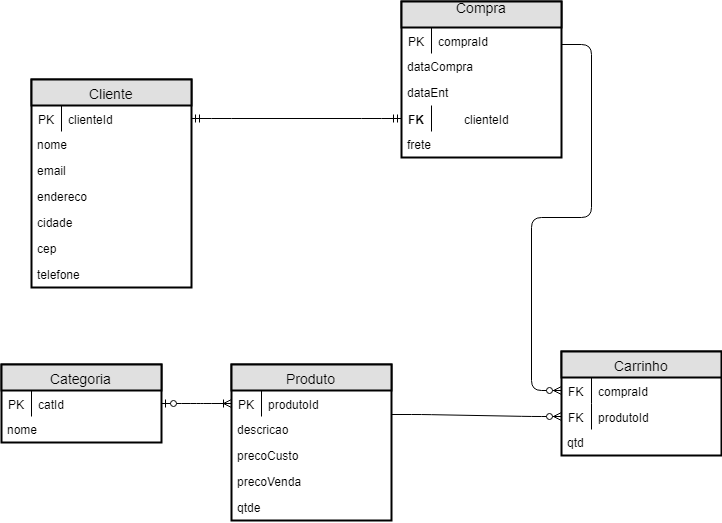 Compra
PK compraId
dataCompra
dataEnt
FK clienteId
frete
Cliente
PK clienteId
nome
email
endereco
cidade
cep
telefone
Categoria
PK catId
nome
Produto
PK produtoId
descricao
precoCusto
precoVenda
qtde
Carrinho
FK compraId
FK produtoId
qtd